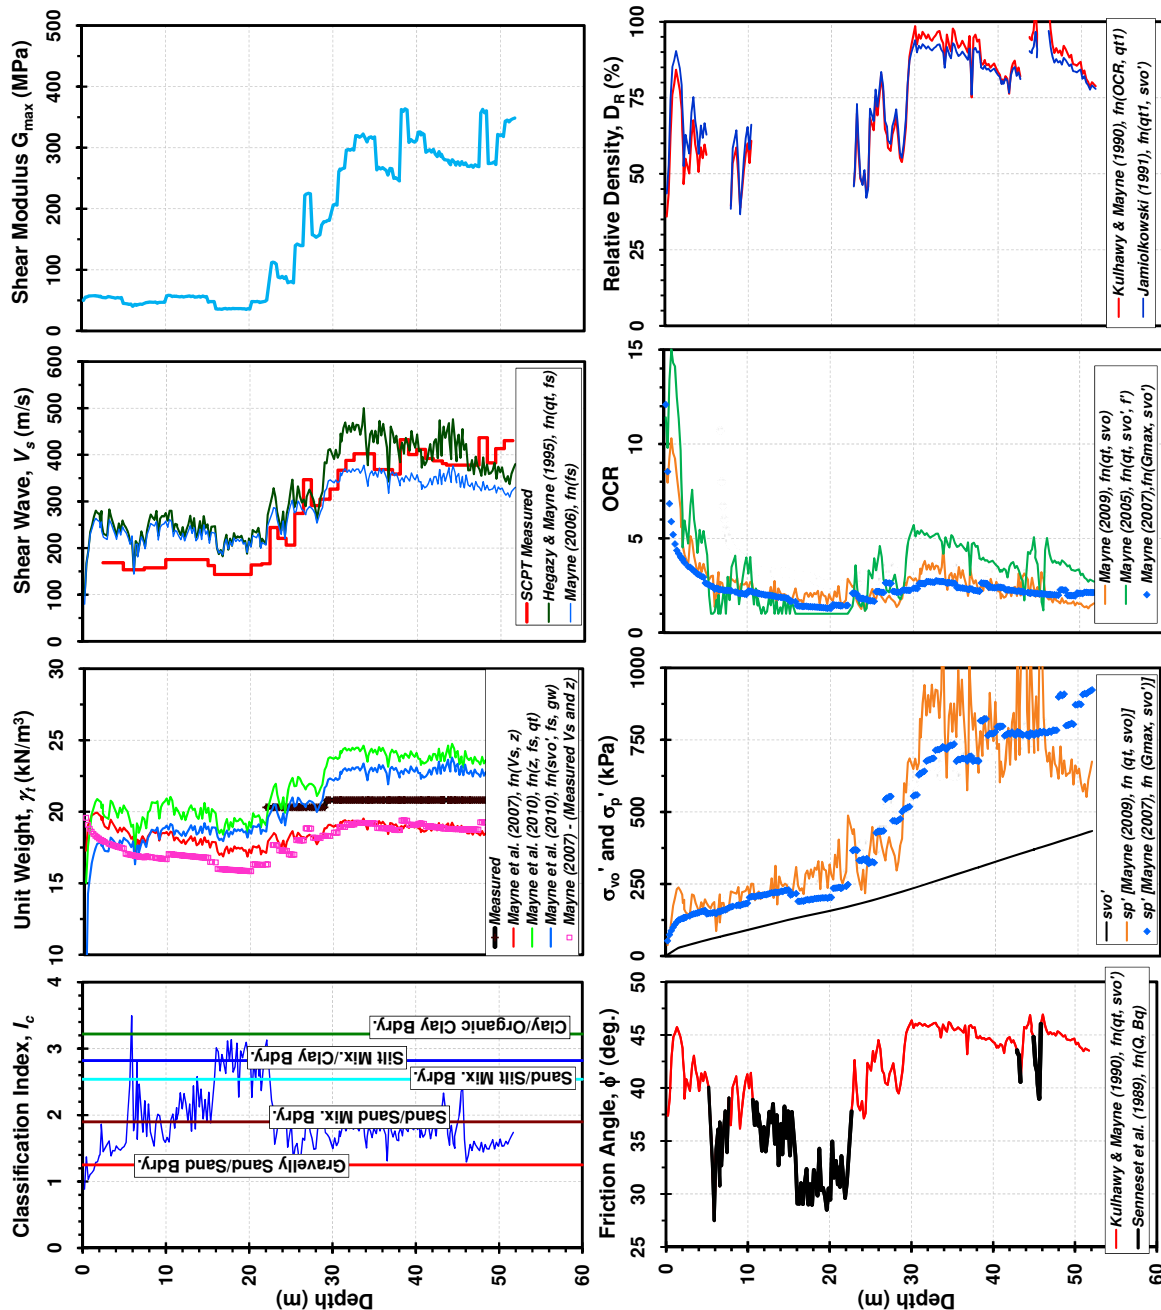 Classification Index, Ic
0
1
2
3
4
Gravelly Sand/Sand Bdry.
Sand/Sand Mix. Bdry.
Sand/Silt Mix. Bdry.
Silt Mix./Clay Bdry.
Clay/Organic Clay Bdry.
0
10
20
30
40
50
60
Depth (m)
Unit Weight, γt (kN/m³)
10
15
20
25
30
Measured
Mayne et al. (2007), fn(Vs, z)
Mayne et al. (2010), fn(z, fs, qt)
Mayne et al. (2010), fn(svo', fs, gw)
Mayne (2007) - (Measured Vs and z)
Shear Wave, Vs (m/s)
0
100
200
300
400
500
600
SCPT Measured
Hegazy & Mayne (1995), fn(qt, fs)
Mayne (2006), fn(fs)
Shear Modulus Gmax (MPa)
0
100
200
300
400
500
Friction Angle, ϕ' (deg.)
25
30
35
40
45
50
Kulhawy & Mayne (1990), fn(qt, svo')
Senneset et al. (1989), fn(Q, Bq)
0
10
20
30
40
50
60
Depth (m)
σvo' and σp' (kPa)
0
250
500
750
1000
svo'
sp' [Mayne (2009), fn (qt, svo)]
sp' [Mayne (2007), fn (Gmax, svo')]
OCR
0
5
10
15
Mayne (2009), fn(qt, svo)
Mayne (2005), fn(qt, svo', f')
Mayne (2007),fn(Gmax, svo')
Relative Density, DR (%)
0
25
50
75
100
Kulhawy & Mayne (1990), fn(OCR, qt1)
Jamiolkowski (1991), fn(qt1, svo')